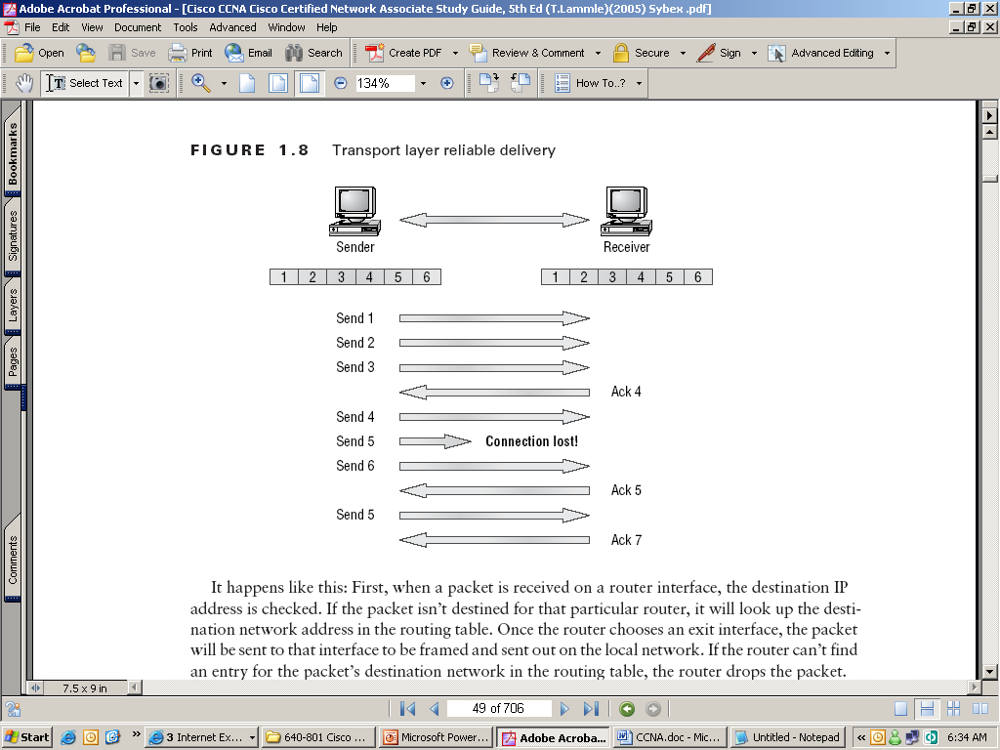 Adobe Acrobat Professional - [Cisco CCNA Cisco Certified Network Associate Study Guide, 5th Ed (T.Lammle)(2005) Sybex .pdf]
File Edit View Document Tools Advanced Window Help
Open Save Print Email Search Create PDF Review & Comment Secure Sign Advanced Editing
Select Text 134% How To..?
Bookmarks
Signatures
Layers
Pages
Comments
FIGURE 1.8 Transport layer reliable delivery
Sender Receiver
1 2 3 4 5 6 1 2 3 4 5 6
Send 1
Send 2
Send 3
Ack 4
Send 4
Send 5 Connection lost!
Send 6
Ack 5
Send 5
Ack 7
It happens like this: First, when a packet is received on a router interface, the destination IP
address is checked. If the packet isn't destined for that particular router, it will look up the desti-
nation network address in the routing table. Once the router chooses an exit interface, the packet
will be sent to that interface to be framed and sent out on the local network. If the router can't find
an entry for the packet's destination network in the routing table, the router drops the packet.
7.5 x 9 in
49 of 706
Start » 3 Internet Ex... 640-801 Cisco ... Microsoft Power... Adobe Acroba... CCNA.doc - Mic... Untitled - Notepad « 6:34 AM